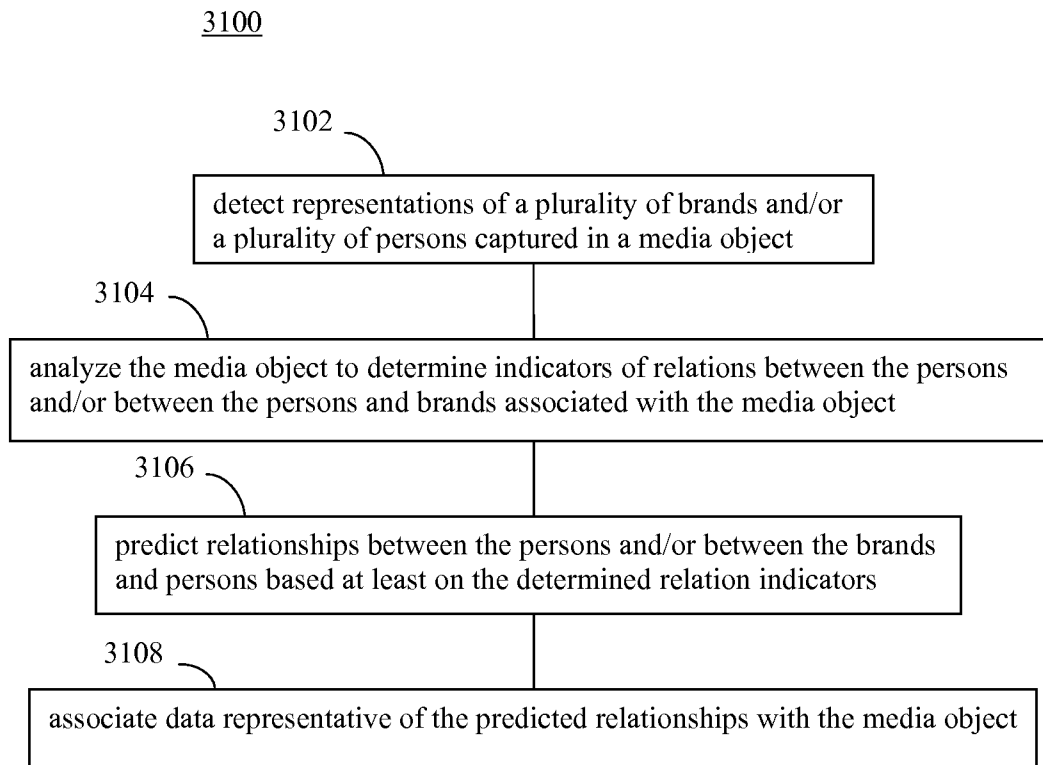 3100
3102
detect representations of a plurality of brands and/or
a plurality of persons captured in a media object
3104
analyze the media object to determine indicators of relations between the persons
and/or between the persons and brands associated with the media object
3106
predict relationships between the persons and/or between the brands
and persons based at least on the determined relation indicators
3108
associate data representative of the predicted relationships with the media object